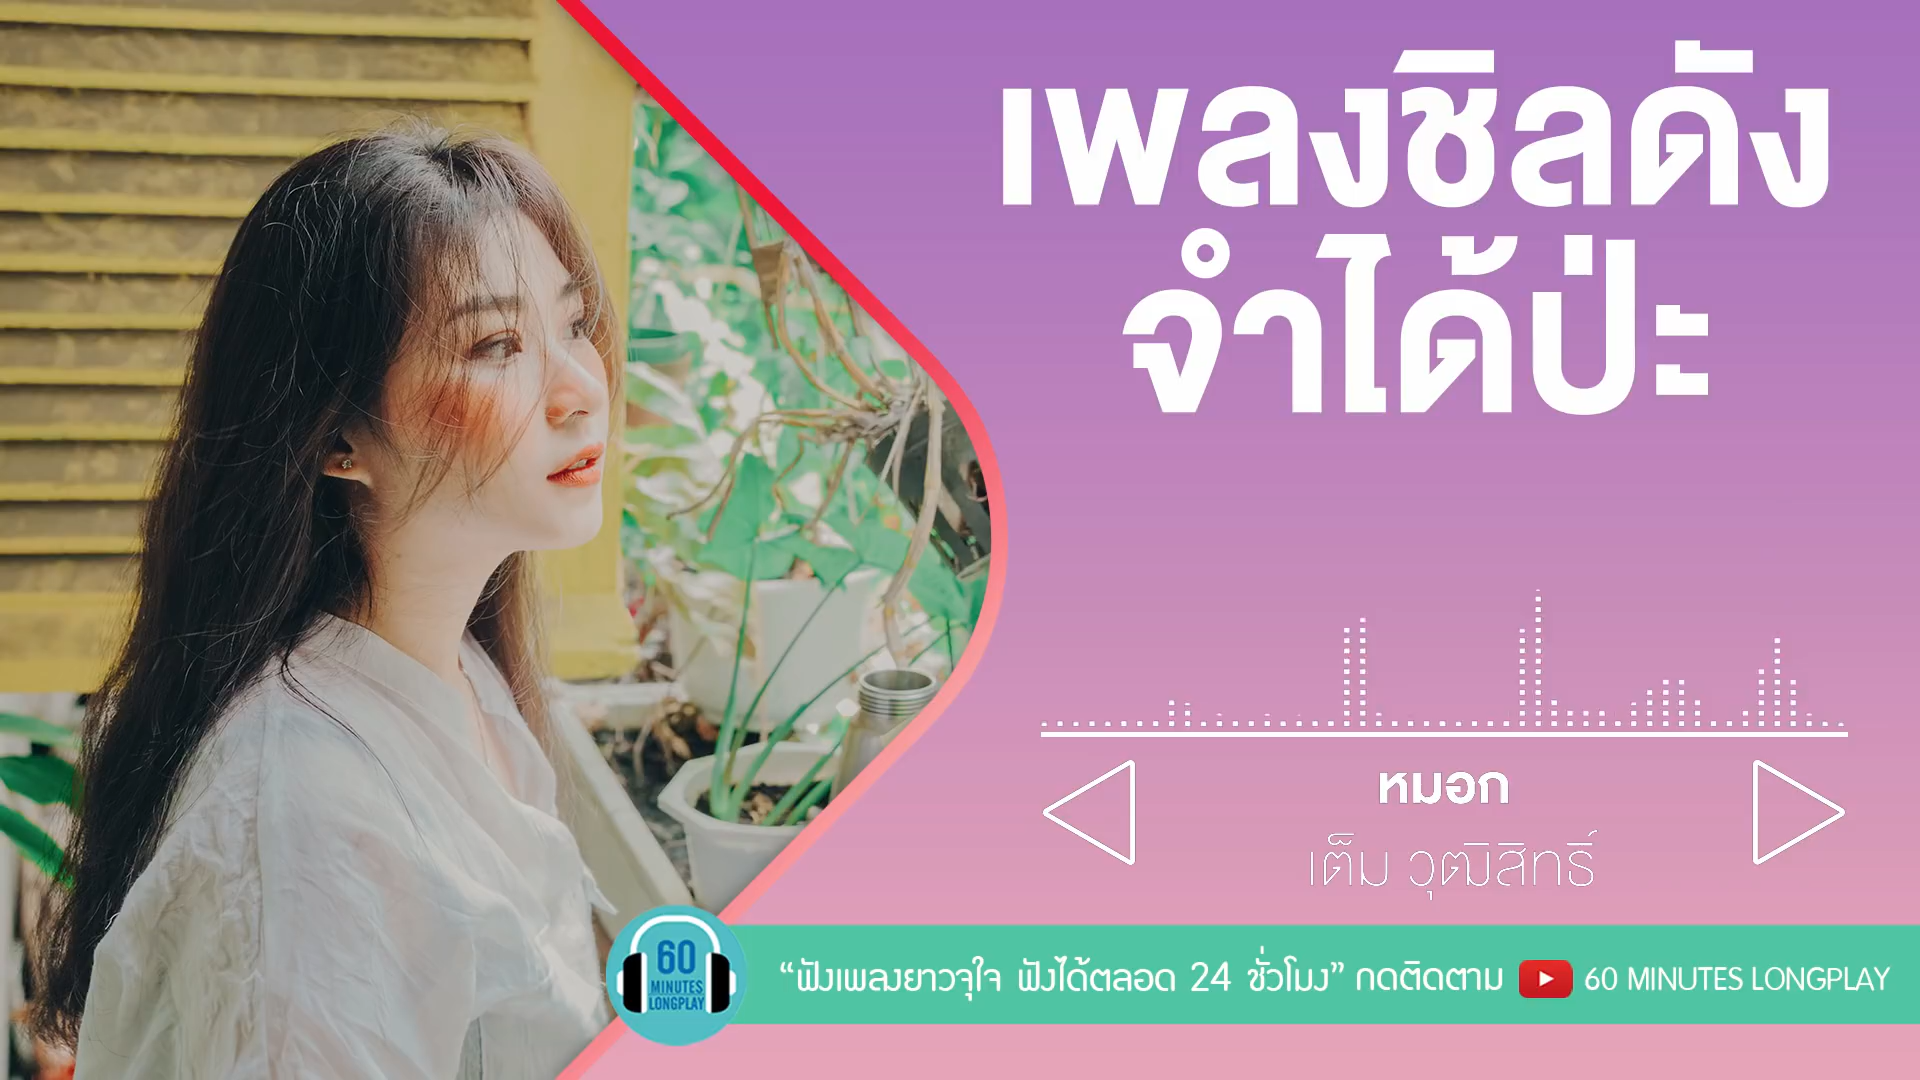 เพลงชิลดัง
จำได้ป่ะ
หมอก
เต็ม วุฒิสิทธิ์
60
MINUTES
LONGPLAY
“ฟังเพลงยาวจุใจ ฟังได้ตลอด 24 ชั่วโมง” กดติดตาม 60 MINUTES LONGPLAY